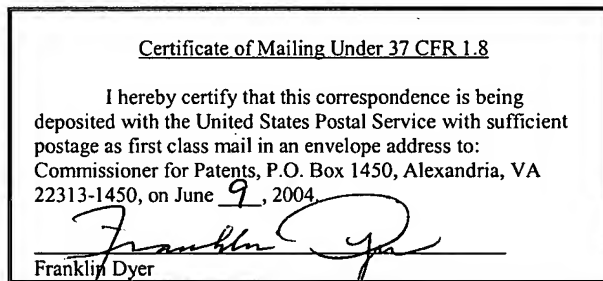 Certificate of Mailing Under 37 CFR 1.8
I hereby certify that this correspondence is being
deposited with the United States Postal Service with sufficient
postage as first class mail in an envelope address to:
Commissioner for Patents, P.O. Box 1450, Alexandria, VA
22313-1450, on June 9, 2004.
Franklin Dyer
Franklin Dyer